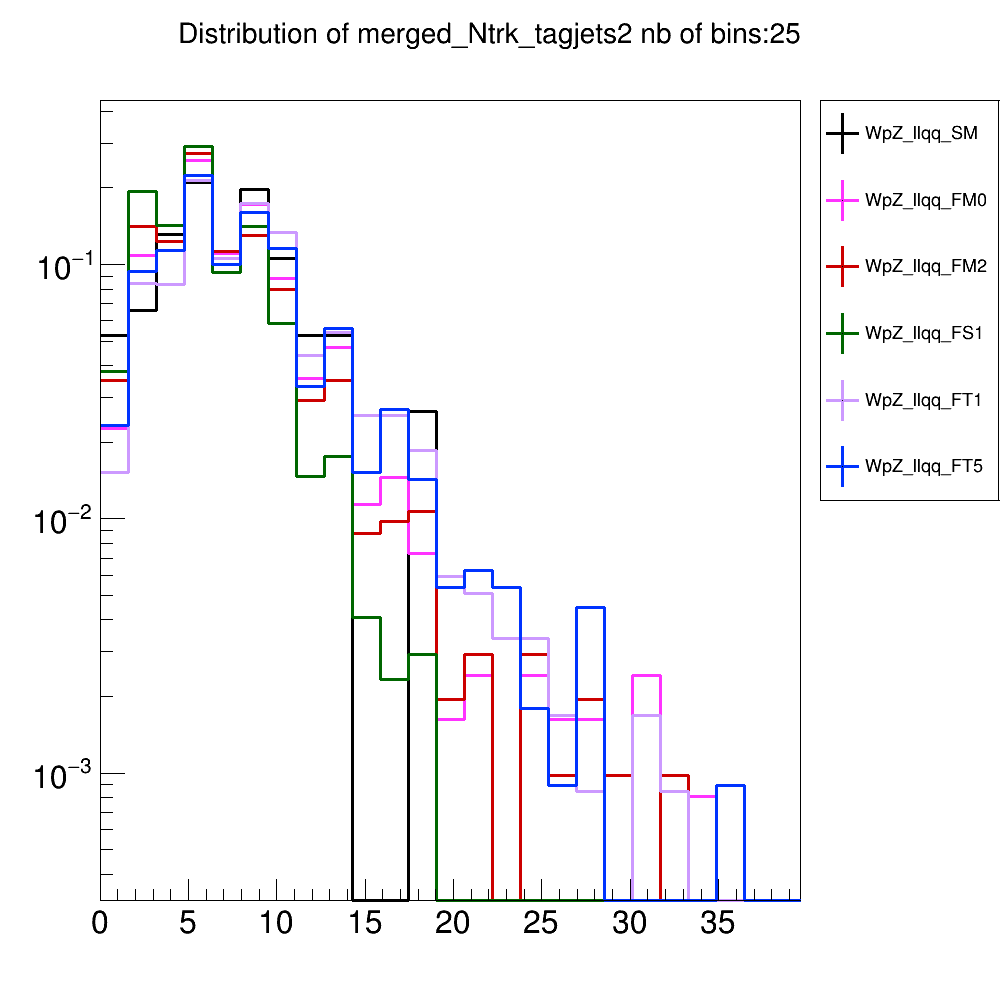 Distribution of merged_Ntrk_tagjets2 nb of bins:25
10⁻¹
10⁻²
10⁻³
0 5 10 15 20 25 30 35
WpZ_llqq_SM
WpZ_llqq_FM0
WpZ_llqq_FM2
WpZ_llqq_FS1
WpZ_llqq_FT1
WpZ_llqq_FT5